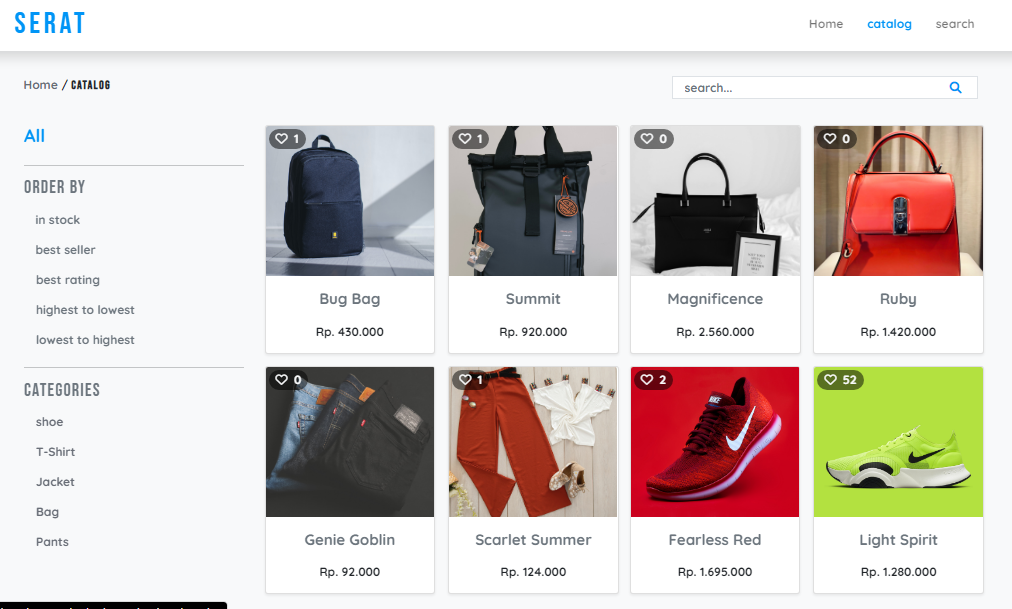 SERAT
Home catalog search
Home / CATALOG
search...
All
ORDER BY
in stock
best seller
best rating
highest to lowest
lowest to highest
CATEGORIES
shoe
T-Shirt
Jacket
Bag
Pants
1
1
0
0
Bug Bag
Summit
Magnificence
Ruby
Rp. 430.000
Rp. 920.000
Rp. 2.560.000
Rp. 1.420.000
0
1
2
52
NIKE
Genie Goblin
Scarlet Summer
Fearless Red
Light Spirit
Rp. 92.000
Rp. 124.000
Rp. 1.695.000
Rp. 1.280.000